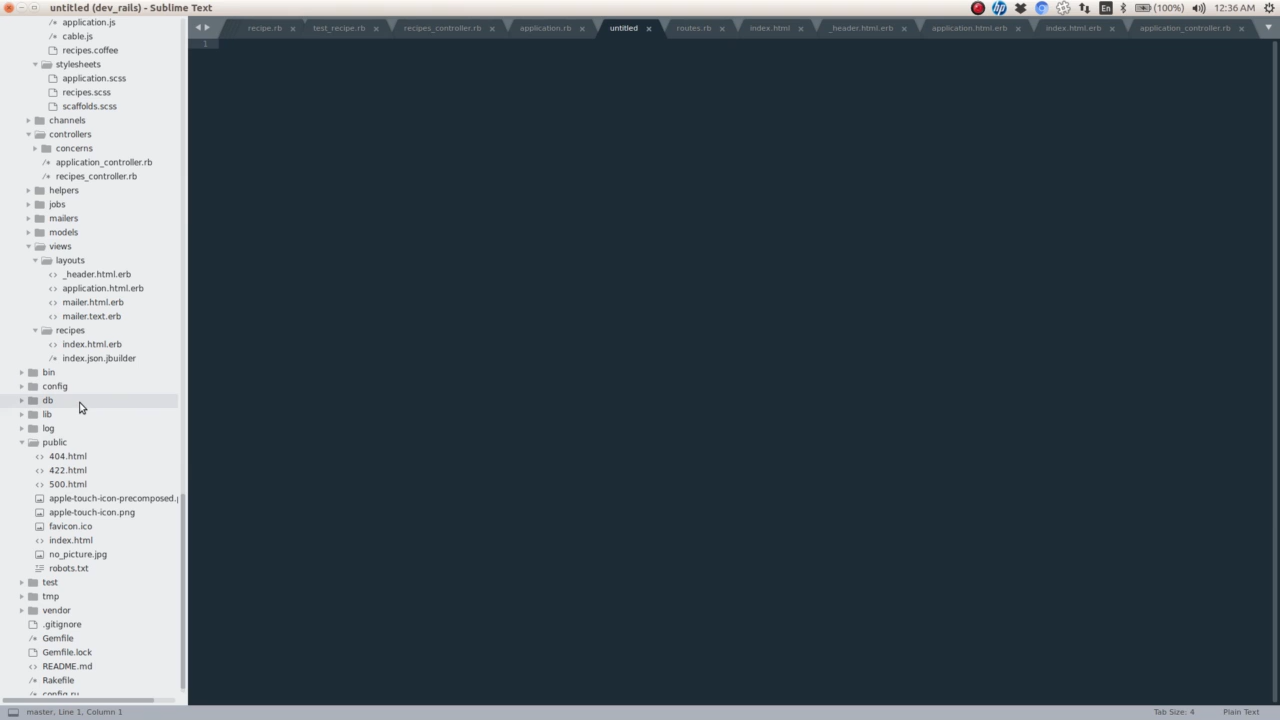 untitled (dev_rails) - Sublime Text
En
(100%)
12:36 AM
recipe.rb
test_recipe.rb
recipes_controller.rb
application.rb
untitled
routes.rb
index.html
_header.html.erb
application.html.erb
index.html.erb
application_controller.rb
1
application.js
cable.js
recipes.coffee
stylesheets
application.scss
recipes.scss
scaffolds.scss
channels
controllers
concerns
application_controller.rb
recipes_controller.rb
helpers
jobs
mailers
models
views
layouts
_header.html.erb
application.html.erb
mailer.html.erb
mailer.text.erb
recipes
index.html.erb
index.json.jbuilder
bin
config
db
lib
log
public
404.html
422.html
500.html
apple-touch-icon-precomposed.p
apple-touch-icon.png
favicon.ico
index.html
no_picture.jpg
robots.txt
test
tmp
vendor
.gitignore
Gemfile
Gemfile.lock
README.md
Rakefile
config.ru
master, Line 1, Column 1
Tab Size: 4
Plain Text